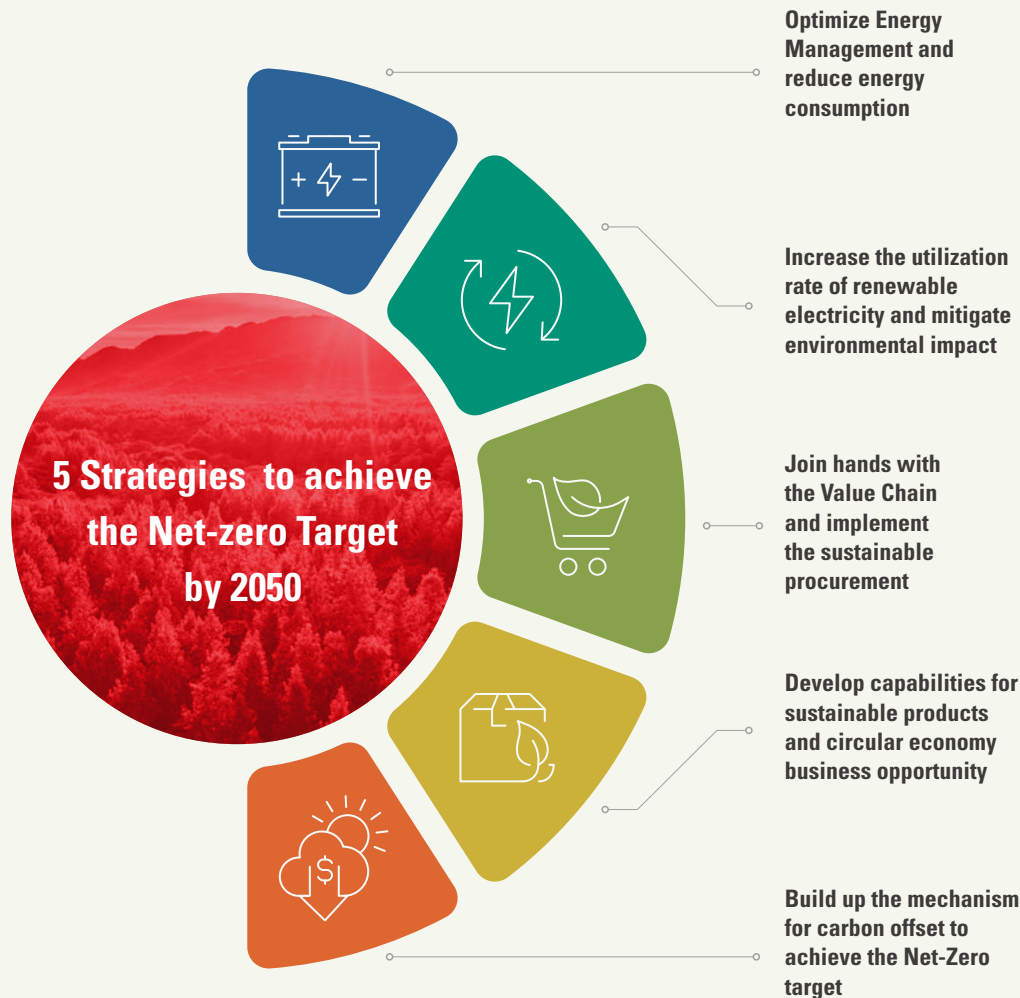 Optimize Energy
Management and
reduce energy
consumption
Increase the utilization
rate of renewable
electricity and mitigate
environmental impact
5 Strategies to achieve
the Net-zero Target
by 2050
Join hands with
the Value Chain
and implement
the sustainable
procurement
Develop capabilities for
sustainable products
and circular economy
business opportunity
$
Build up the mechanism
for carbon offset to
achieve the Net-Zero
target